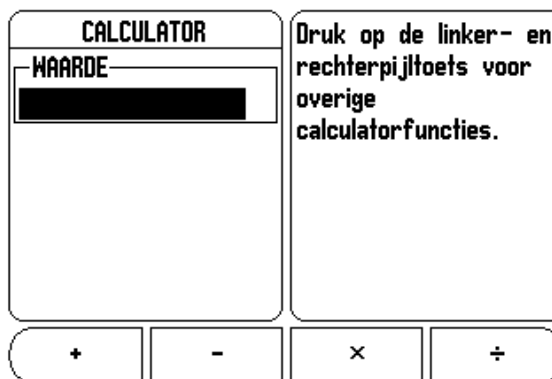 CALCULATOR
WAARDE
Druk op de linker- en
rechterpijltoets voor
overige
calculatorfuncties.
+
-
×
÷